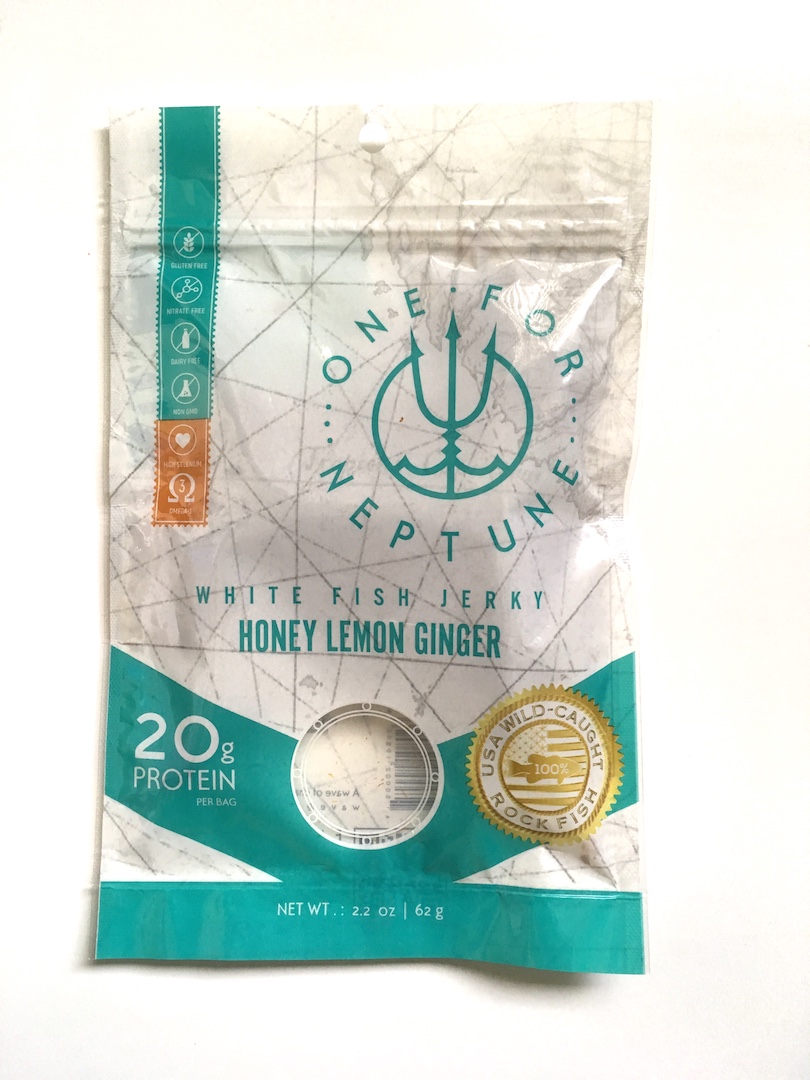 GLUTEN FREE
NITRATE FREE
DAIRY FREE
NON GMO
HIGH SELENIUM
3
OMEGA-3
ONE · FOR
NEPTUNE
WHITE FISH JERKY
HONEY LEMON GINGER
20g
PROTEIN
PER BAG
USA WILD-CAUGHT
100%
ROCK FISH
NET WT.: 2.2 oz | 62 g